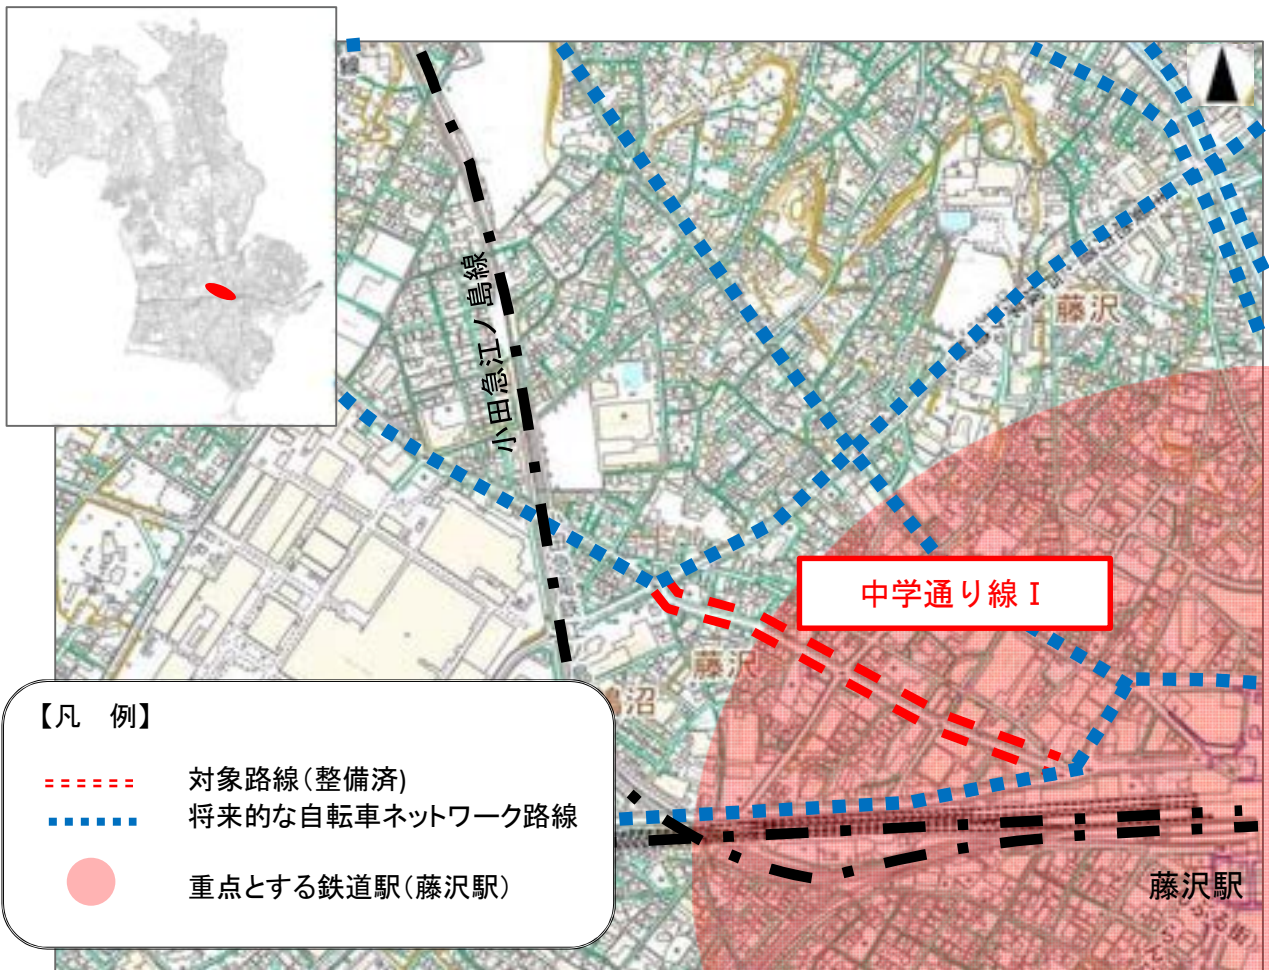 線
小田急江ノ島線
藤沢
中学通り線Ⅰ
藤沢
沼
【凡　例】
対象路線(整備済)
将来的な自転車ネットワーク路線
重点とする鉄道駅(藤沢駅)
藤沢駅